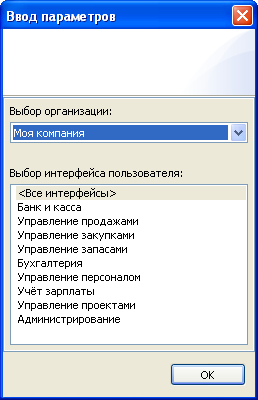 Ввод параметров
Выбор организации:
Моя компания
Выбор интерфейса пользователя:
<Все интерфейсы>
Банк и касса
Управление продажами
Управление закупками
Управление запасами
Бухгалтерия
Управление персоналом
Учёт зарплаты
Управление проектами
Администрирование
OK